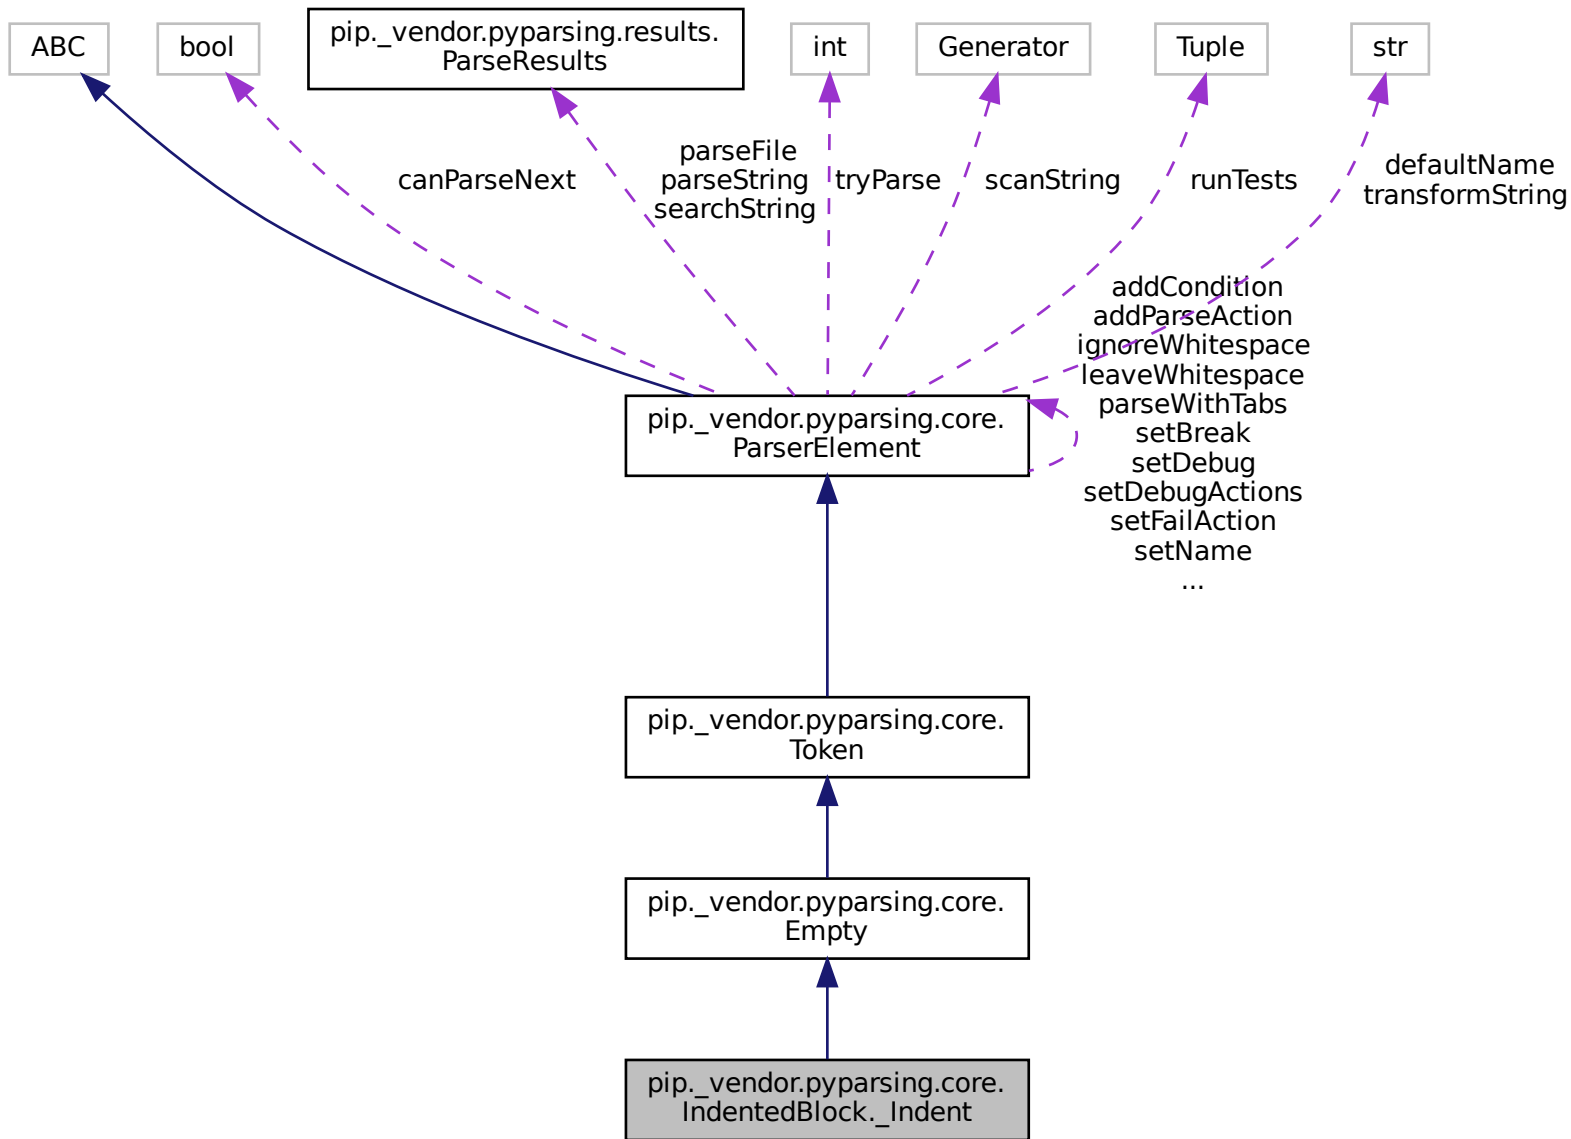 ABC
bool
pip._vendor.pyparsing.results.
ParseResults
int
Generator
Tuple
str
canParseNext
parseFile
parseString
searchString
tryParse
scanString
runTests
defaultName
transformString
addCondition
addParseAction
ignoreWhitespace
leaveWhitespace
parseWithTabs
setBreak
setDebug
setDebugActions
setFailAction
setName
...
pip._vendor.pyparsing.core.
ParserElement
pip._vendor.pyparsing.core.
Token
pip._vendor.pyparsing.core.
Empty
pip._vendor.pyparsing.core.
IndentedBlock._Indent